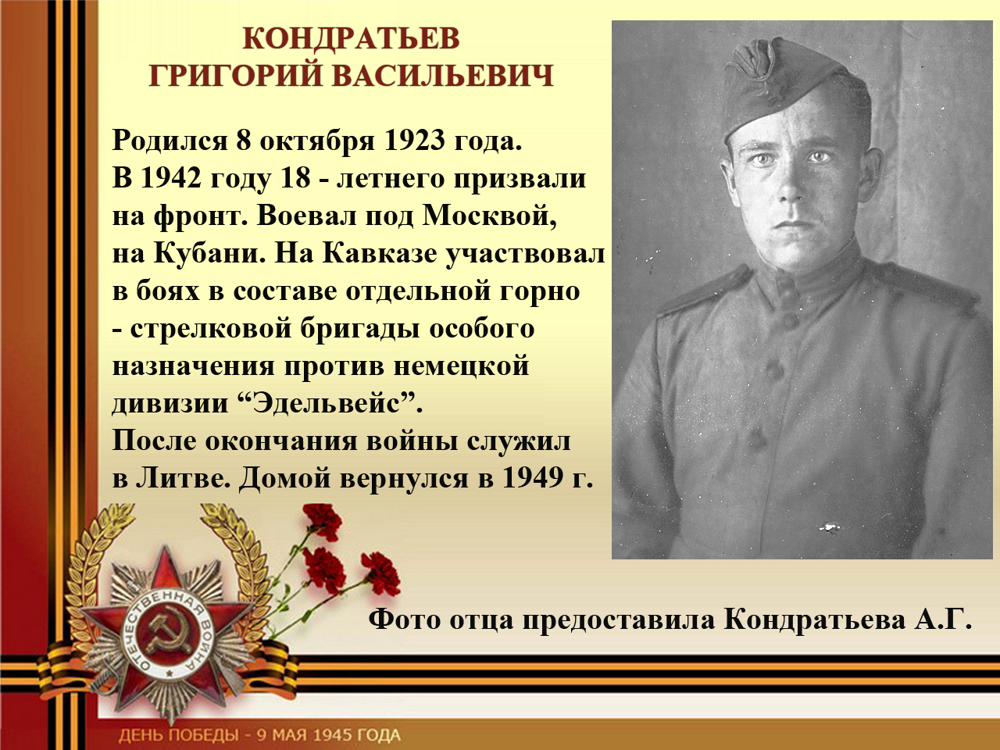 КОНДРАТЬЕВ
ГРИГОРИЙ ВАСИЛЬЕВИЧ
Родился 8 октября 1923 года.
В 1942 году 18 - летнего призвали
на фронт. Воевал под Москвой,
на Кубани. На Кавказе участвовал
в боях в составе отдельной горно
- стрелковой бригады особого
назначения против немецкой
дивизии “Эдельвейс”.
После окончания войны служил
в Литве. Домой вернулся в 1949 г.
Фото отца предоставила Кондратьева А.Г.
ОТЕЧЕСТВЕННАЯ ВОЙНА
ДЕНЬ ПОБЕДЫ - 9 МАЯ 1945 ГОДА